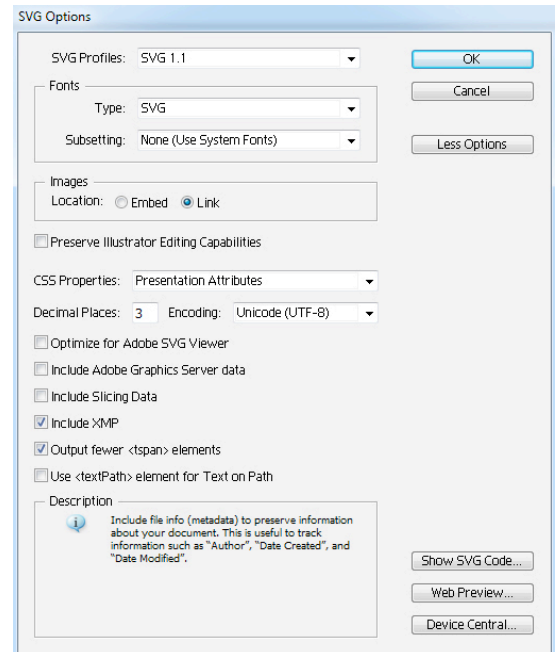 SVG Options
SVG Profiles: SVG 1.1
OK
Fonts
Cancel
Type: SVG
Subsetting: None (Use System Fonts)
Less Options
Images
Location: Embed Link
Preserve Illustrator Editing Capabilities
CSS Properties: Presentation Attributes
Decimal Places: 3 Encoding: Unicode (UTF-8)
Optimize for Adobe SVG Viewer
Include Adobe Graphics Server data
Include Slicing Data
Include XMP
Output fewer <tspan> elements
Use <textPath> element for Text on Path
Description
Include file info (metadata) to preserve information
about your document. This is useful to track
information such as "Author", "Date Created", and
"Date Modified".
Show SVG Code...
Web Preview...
Device Central...